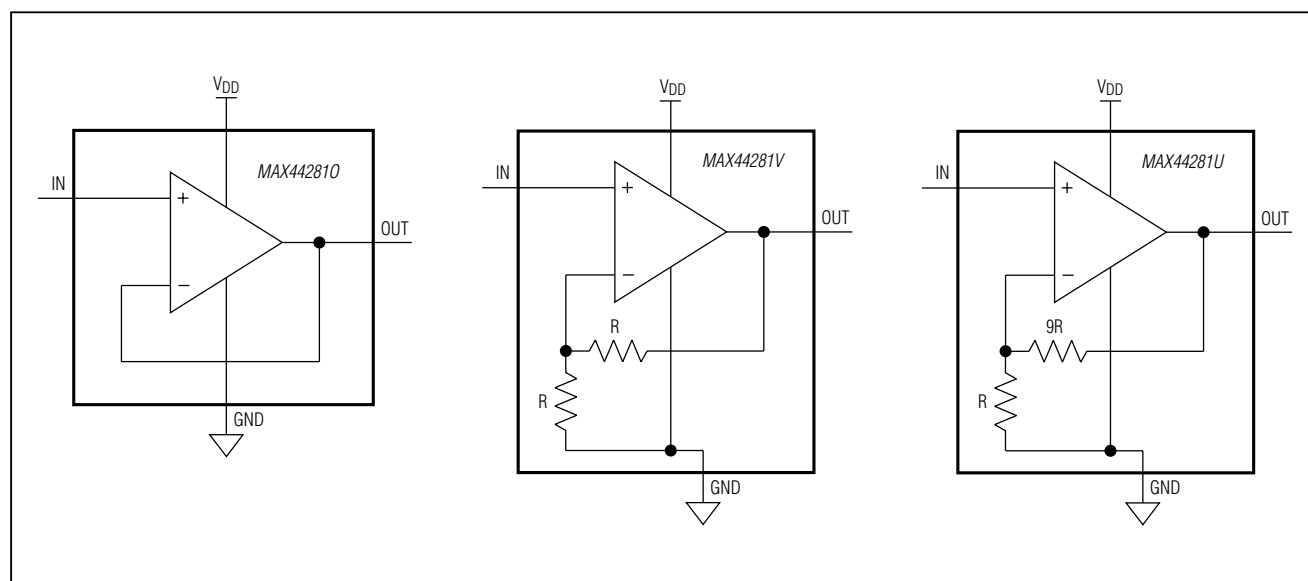 VDD
MAX44281O
IN
+
OUT
−
GND
VDD
MAX44281V
IN
+
OUT
−
R
R
GND
VDD
MAX44281U
IN
+
OUT
−
9R
R
GND